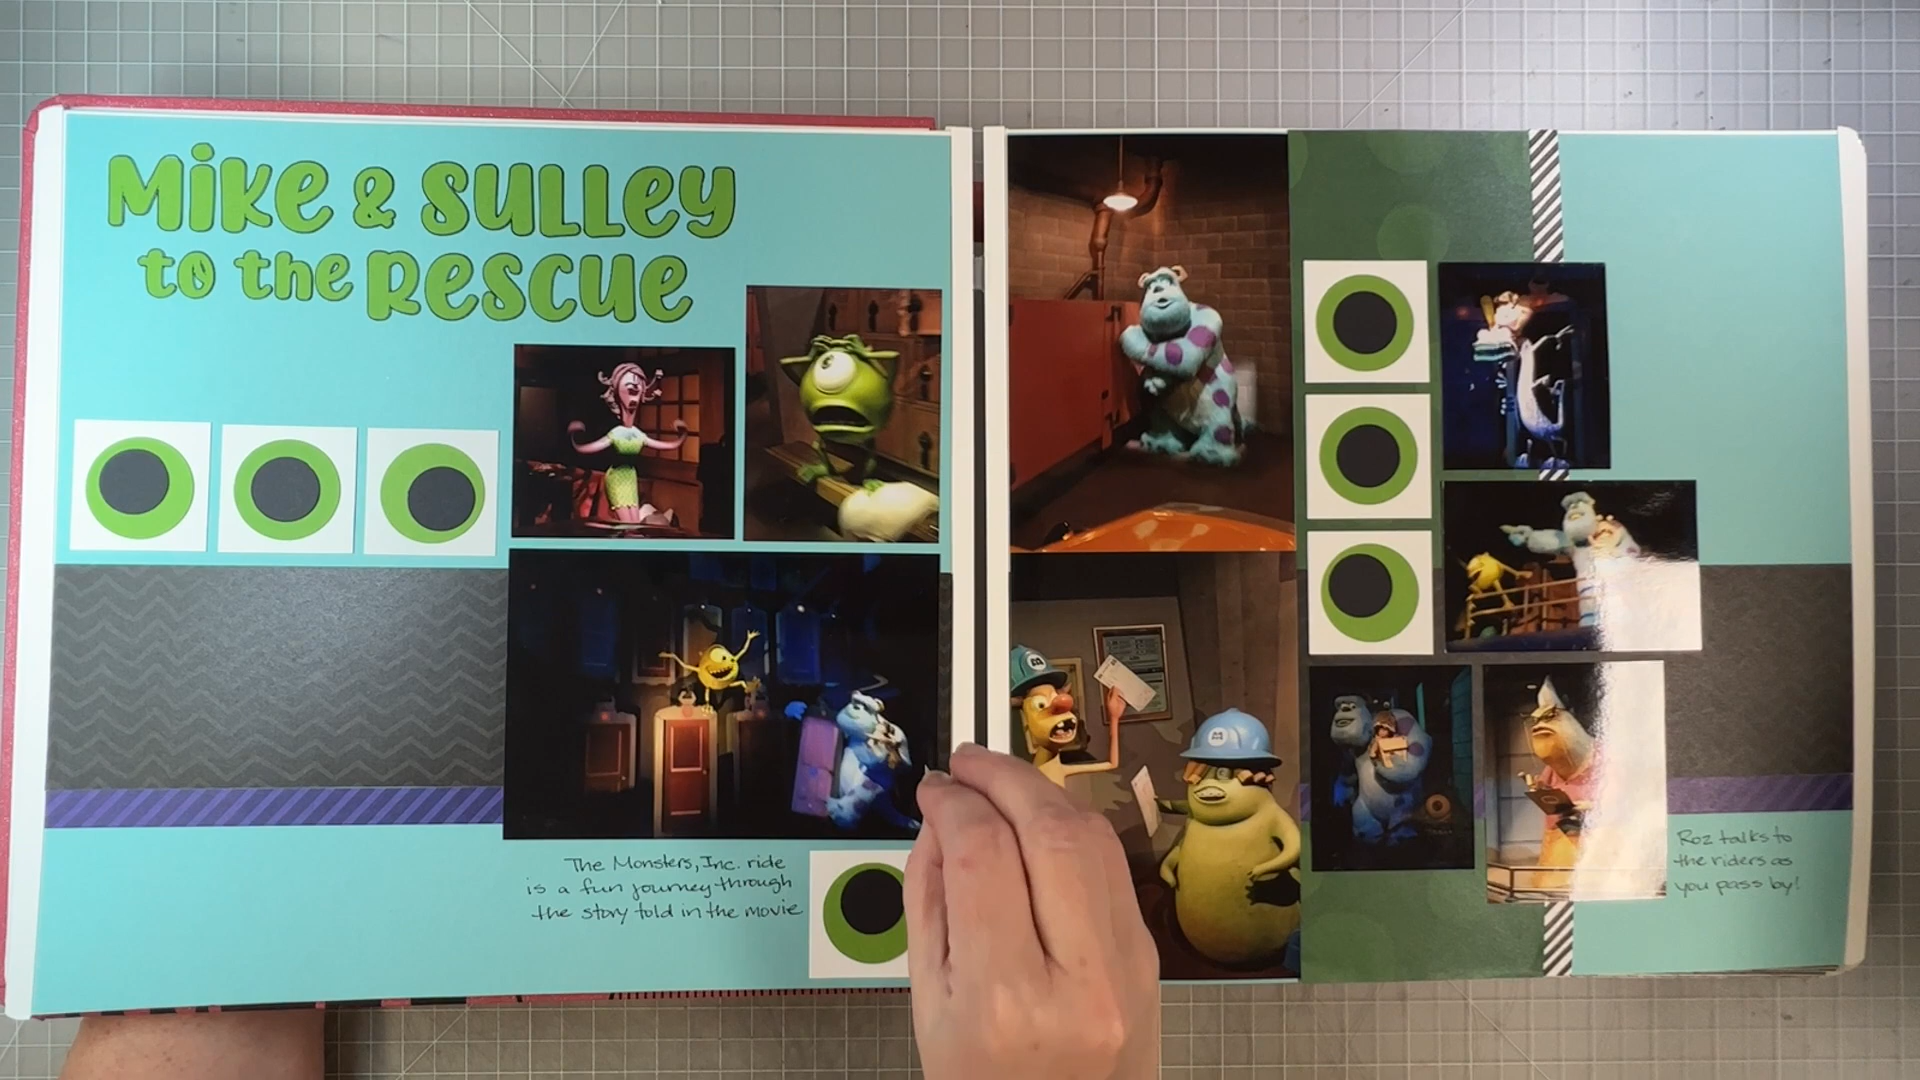 Mike & Sulley
to the Rescue
The Monsters, Inc. ride
is a fun journey through
the story told in the movie
Roz talks to
the riders as
you pass by!